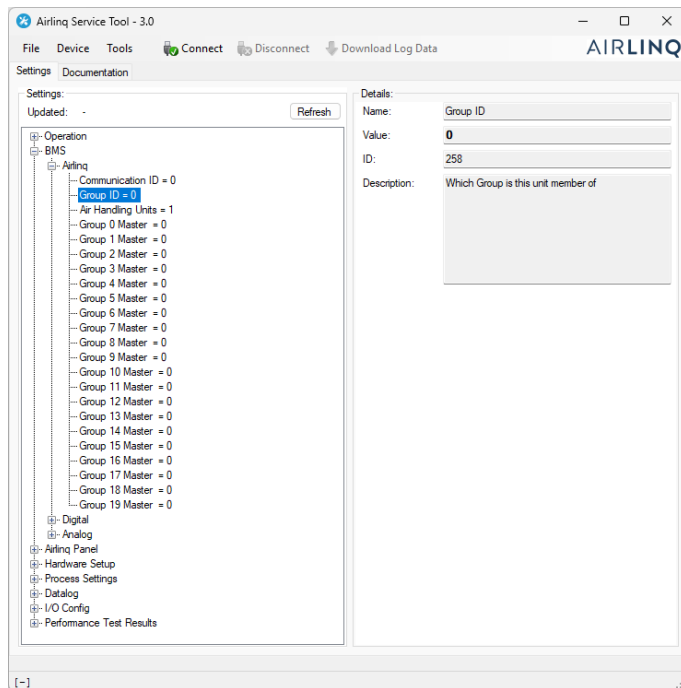 Airlinq Service Tool - 3.0
File Device Tools Connect Disconnect Download Log Data AIRLINQ
Settings Documentation
Settings:
Updated: - Refresh
Operation
BMS
Airlinq
Communication ID = 0
Group ID = 0
Air Handling Units = 1
Group 0 Master = 0
Group 1 Master = 0
Group 2 Master = 0
Group 3 Master = 0
Group 4 Master = 0
Group 5 Master = 0
Group 6 Master = 0
Group 7 Master = 0
Group 8 Master = 0
Group 9 Master = 0
Group 10 Master = 0
Group 11 Master = 0
Group 12 Master = 0
Group 13 Master = 0
Group 14 Master = 0
Group 15 Master = 0
Group 16 Master = 0
Group 17 Master = 0
Group 18 Master = 0
Group 19 Master = 0
Digital
Analog
Airlinq Panel
Hardware Setup
Process Settings
Datalog
I/O Config
Performance Test Results
Details:
Name: Group ID
Value: 0
ID: 258
Description: Which Group is this unit member of
[-]